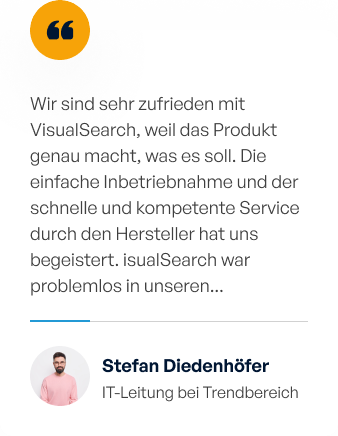 ❝
Wir sind sehr zufrieden mit
VisualSearch, weil das Produkt
genau macht, was es soll. Die
einfache Inbetriebnahme und der
schnelle und kompetente Service
durch den Hersteller hat uns
begeistert. isualSearch war
problemlos in unseren...
Stefan Diedenhöfer
IT-Leitung bei Trendbereich